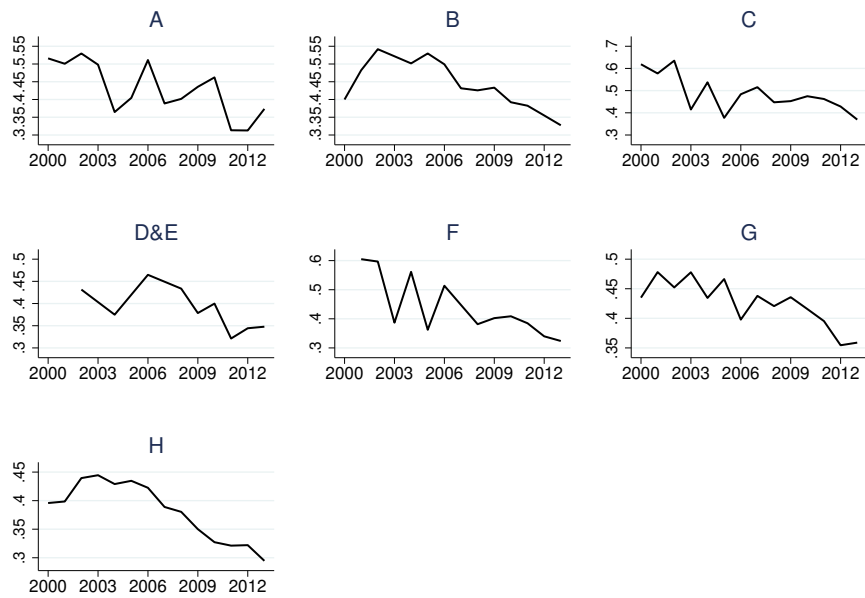 A
.3 .35 .4 .45 .5 .55
2000 2003 2006 2009 2012
B
.3 .35 .4 .45 .5 .55
2000 2003 2006 2009 2012
C
.3 .4 .5 .6 .7
2000 2003 2006 2009 2012
D&E
.3 .35 .4 .45 .5
2000 2003 2006 2009 2012
F
.3 .4 .5 .6
2000 2003 2006 2009 2012
G
.35 .4 .45 .5
2000 2003 2006 2009 2012
H
.3 .35 .4 .45
2000 2003 2006 2009 2012